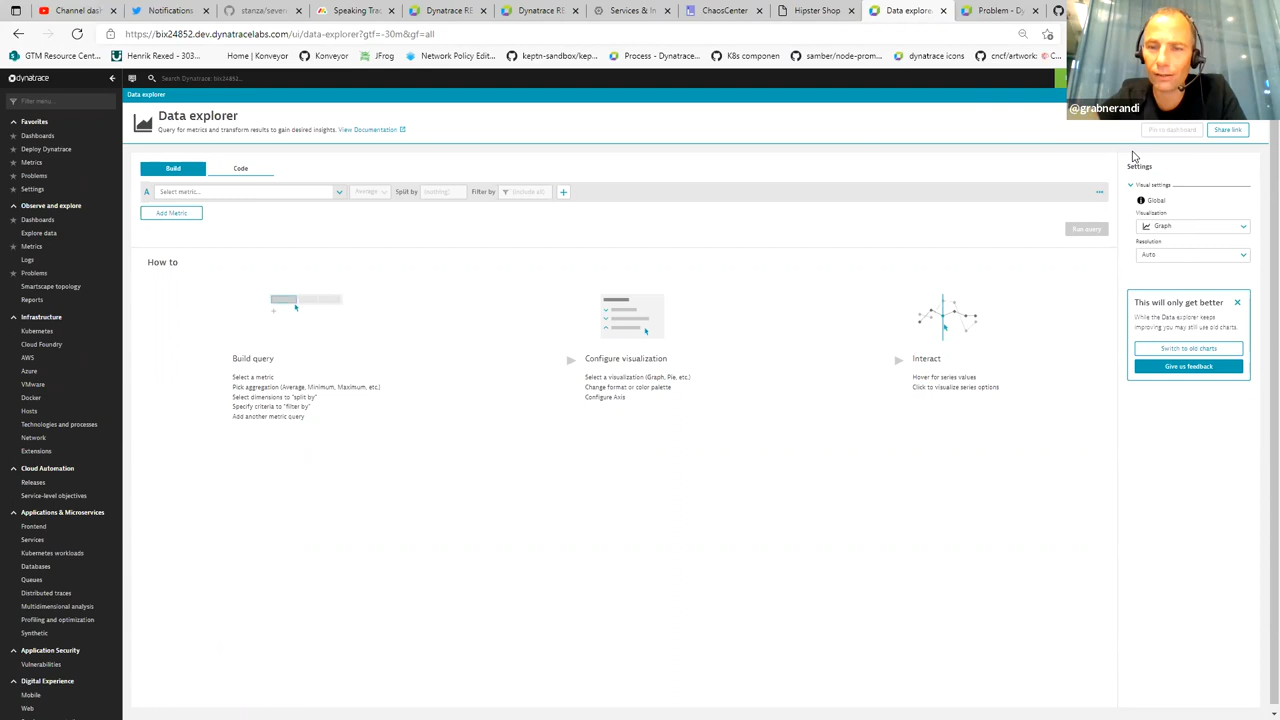 Channel dash
Notifications
stanza/severi
Speaking Trac
Dynatrace RE
Dynatrace RE
Services & In
ChaosCer
Hipster Shop
Data explore
Problem - Dy
https://bix24852.dev.dynatracelabs.com/ui/data-explorer?gtf=-30m&gf=all
GTM Resource Cent...
Henrik Rexed - 303...
Home | Konveyor
Konveyor
JFrog
Network Policy Edit...
keptn-sandbox/keep...
Process - Dynatrace
K8s componen
samber/node-prom...
dynatrace icons
cncf/artwork:
C...
@grabnerandi
dynatrace
Search Dynatrace: bix24852...
Filter menu...
Favorites
Dashboards
Deploy Dynatrace
Metrics
Problems
Settings
Observe and explore
Dashboards
Explore data
Metrics
Logs
Problems
Smartscape topology
Reports
Infrastructure
Kubernetes
Cloud Foundry
AWS
Azure
VMware
Docker
Hosts
Technologies and processes
Network
Extensions
Cloud Automation
Releases
Service-level objectives
Applications & Microservices
Frontend
Services
Kubernetes workloads
Databases
Queues
Distributed traces
Multidimensional analysis
Profiling and optimization
Synthetic
Application Security
Vulnerabilities
Digital Experience
Mobile
Web
Data explorer
Data explorer
Query for metrics and transform results to gain desired insights. View Documentation
Pin to dashboard
Share link
Build
Code
A
Select metric...
Average
Split by
(nothing)
Filter by
(include all)
Add Metric
Run query
How to
Build query
Select a metric
Pick aggregation (Average, Minimum, Maximum, etc.)
Select dimensions to "split by"
Specify criteria to "filter by"
Add another metric query
Configure visualization
Select a visualization (Graph, Pie, etc.)
Change format or color palette
Configure Axis
Interact
Hover for series values
Click to visualize series options
Settings
Visual settings
Global
Visualization
Graph
Resolution
Auto
This will only get better
While the Data explorer keeps
improving you may still use old charts.
Switch to old charts
Give us feedback